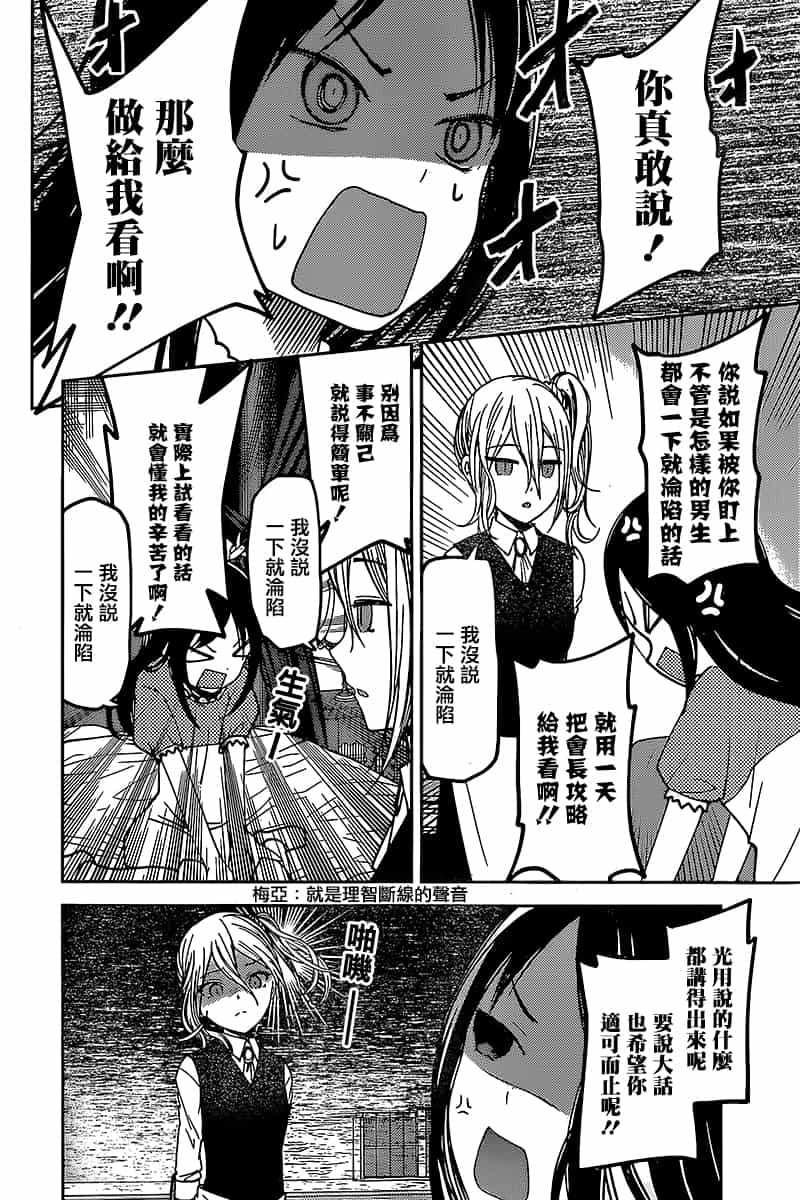 你真敢說！
オ
オ
オ
那麼
做給我看啊!!
你說如果被你盯上
不管是怎樣的男生
都會一下就淪陷的話
就用一天
把會長攻略
給我看啊!!
我沒說
一下就淪陷
別因爲
事不關己
就說得簡單呢！
我沒說
一下就淪陷
實際上試看看的話
就會懂我的辛苦了啊！
我沒說
一下就淪陷
生氣—
梅亞：就是理智斷線的聲音
光用說的什麼
都講得出來呢
要說大話
也希望你
適可而止呢!!
啪嘰—